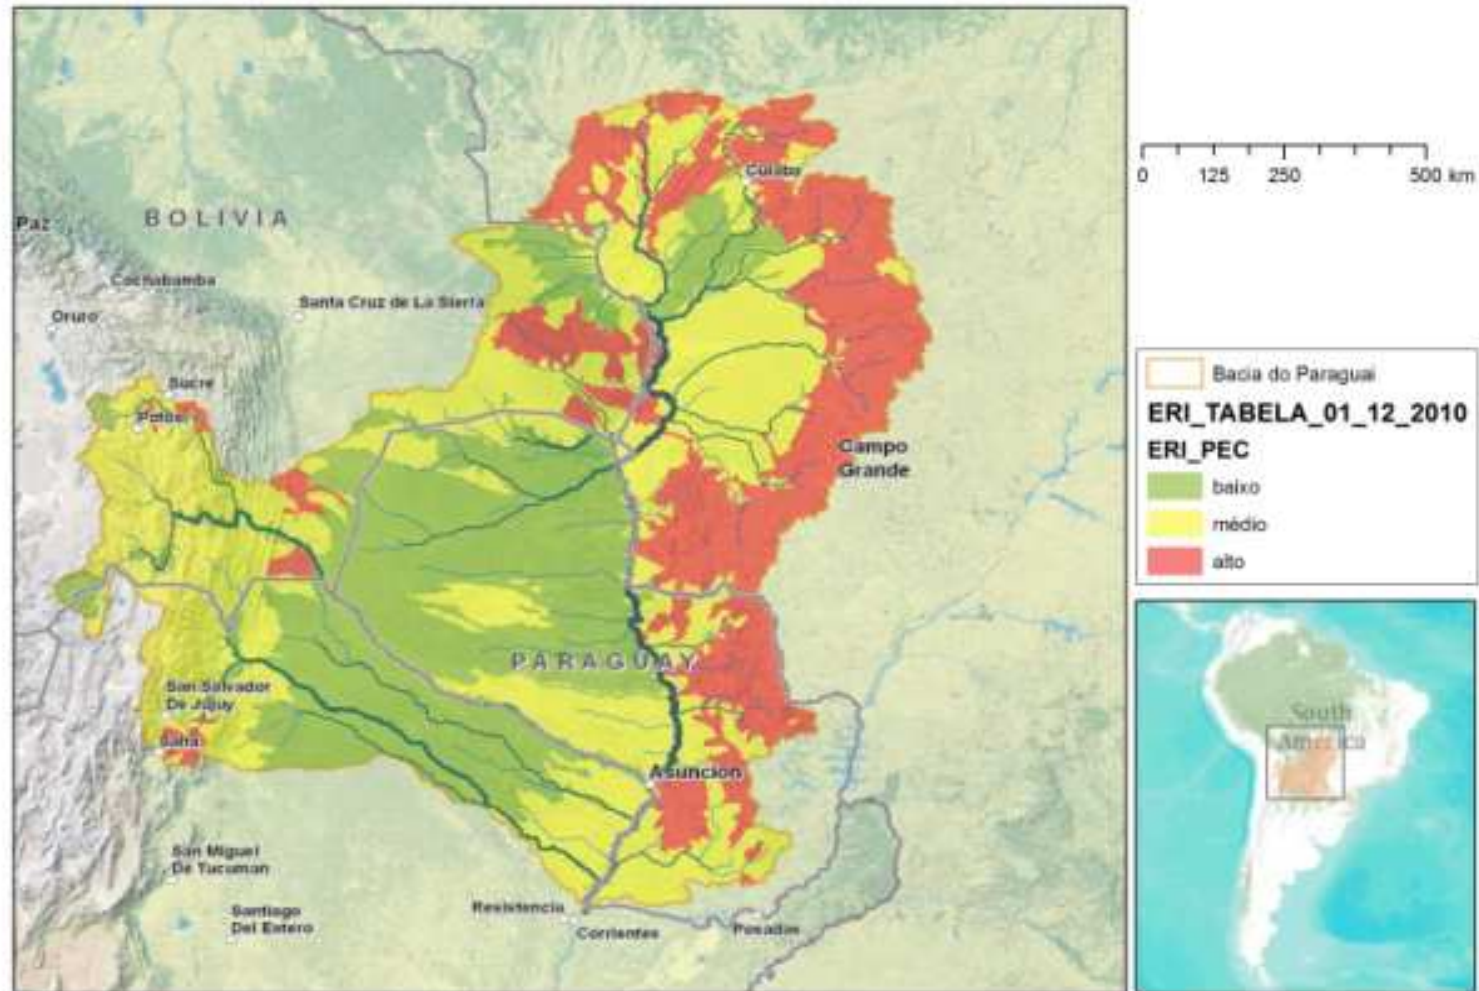 BOLIVIA
Paz
Cochabamba
Oruro
Santa Cruz de La Sierra
Sucre
Potosi
Cuiaba
Campo
Grande
PARAGUAY
San Salvador
De Jujuy
Salta
Asuncion
San Miguel
De Tucuman
Santiago
Del Estero
Resistencia
Corrientes
Posadas
0 125 250 500 km
Bacia do Paraguai
ERI_TABELA_01_12_2010
ERI_PEC
baixo
médio
alto
South
America